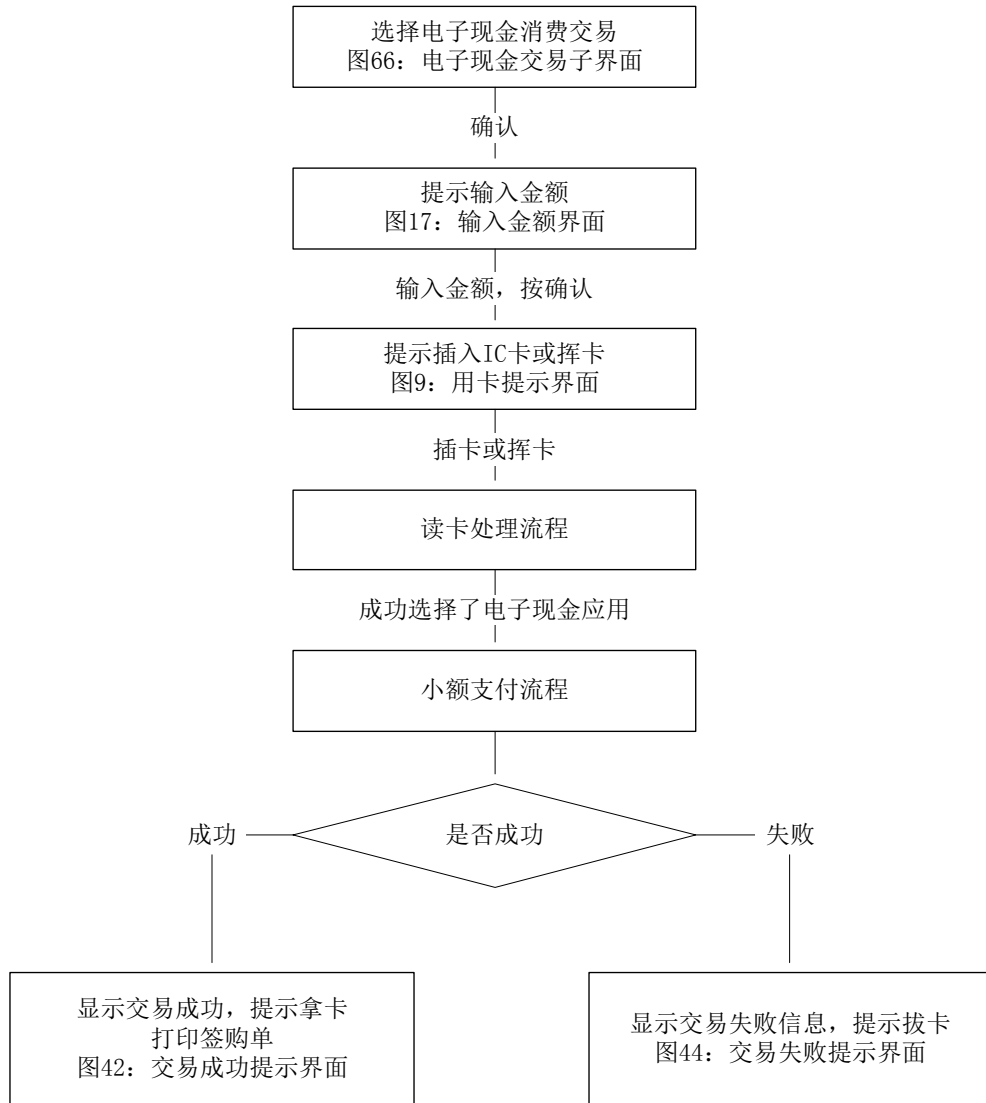 选择电子现金消费交易
图66：电子现金交易子界面
确认
提示输入金额
图17：输入金额界面
输入金额，按确认
提示插入IC卡或挥卡
图9：用卡提示界面
插卡或挥卡
读卡处理流程
成功选择了电子现金应用
小额支付流程
成功
是否成功
失败
显示交易成功，提示拿卡
打印签购单
图42：交易成功提示界面
显示交易失败信息，提示拔卡
图44：交易失败提示界面